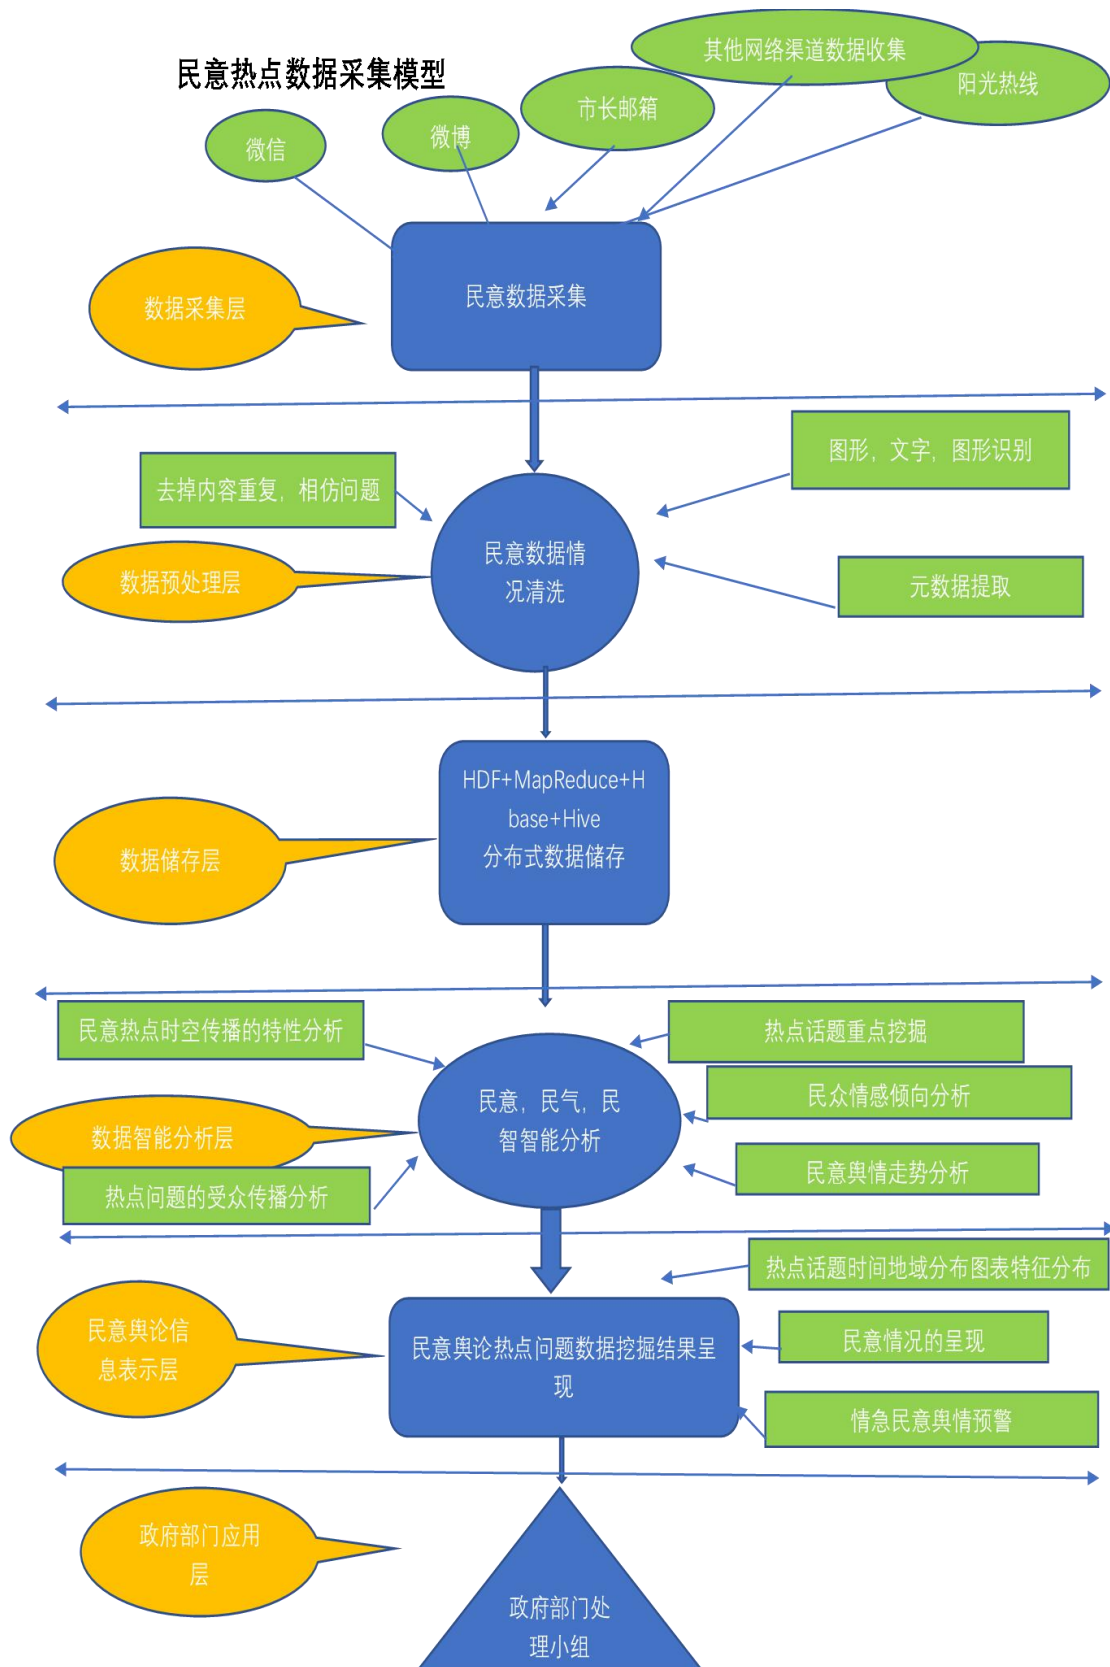 民意热点数据采集模型
其他网络渠道数据收集
阳光热线
市长邮箱
微博
微信
民意数据采集
数据采集层
图形，文字，图形识别
去掉内容重复，相仿问题
民意数据情
况清洗
数据预处理层
元数据提取
HDF+MapReduce+H
base+Hive
分布式数据储存
数据储存层
民意热点时空传播的特性分析
热点话题重点挖掘
民众情感倾向分析
民意，民气，民
智智能分析
数据智能分析层
民意舆情走势分析
热点问题的受众传播分析
热点话题时间地域分布图表特征分布
民意舆论信
息表示层
民意舆论热点问题数据挖掘结果呈
现
民意情况的呈现
情急民意舆情预警
政府部门应用
层
政府部门处
理小组